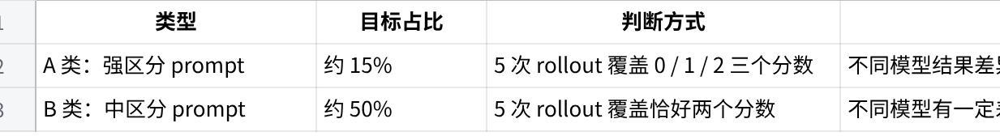 类型 目标占比 判断方式
2 A 类：强区分 prompt 约 15% 5 次 rollout 覆盖 0 / 1 / 2 三个分数 不同模型结果差
3 B 类：中区分 prompt 约 50% 5 次 rollout 覆盖恰好两个分数 不同模型有一定